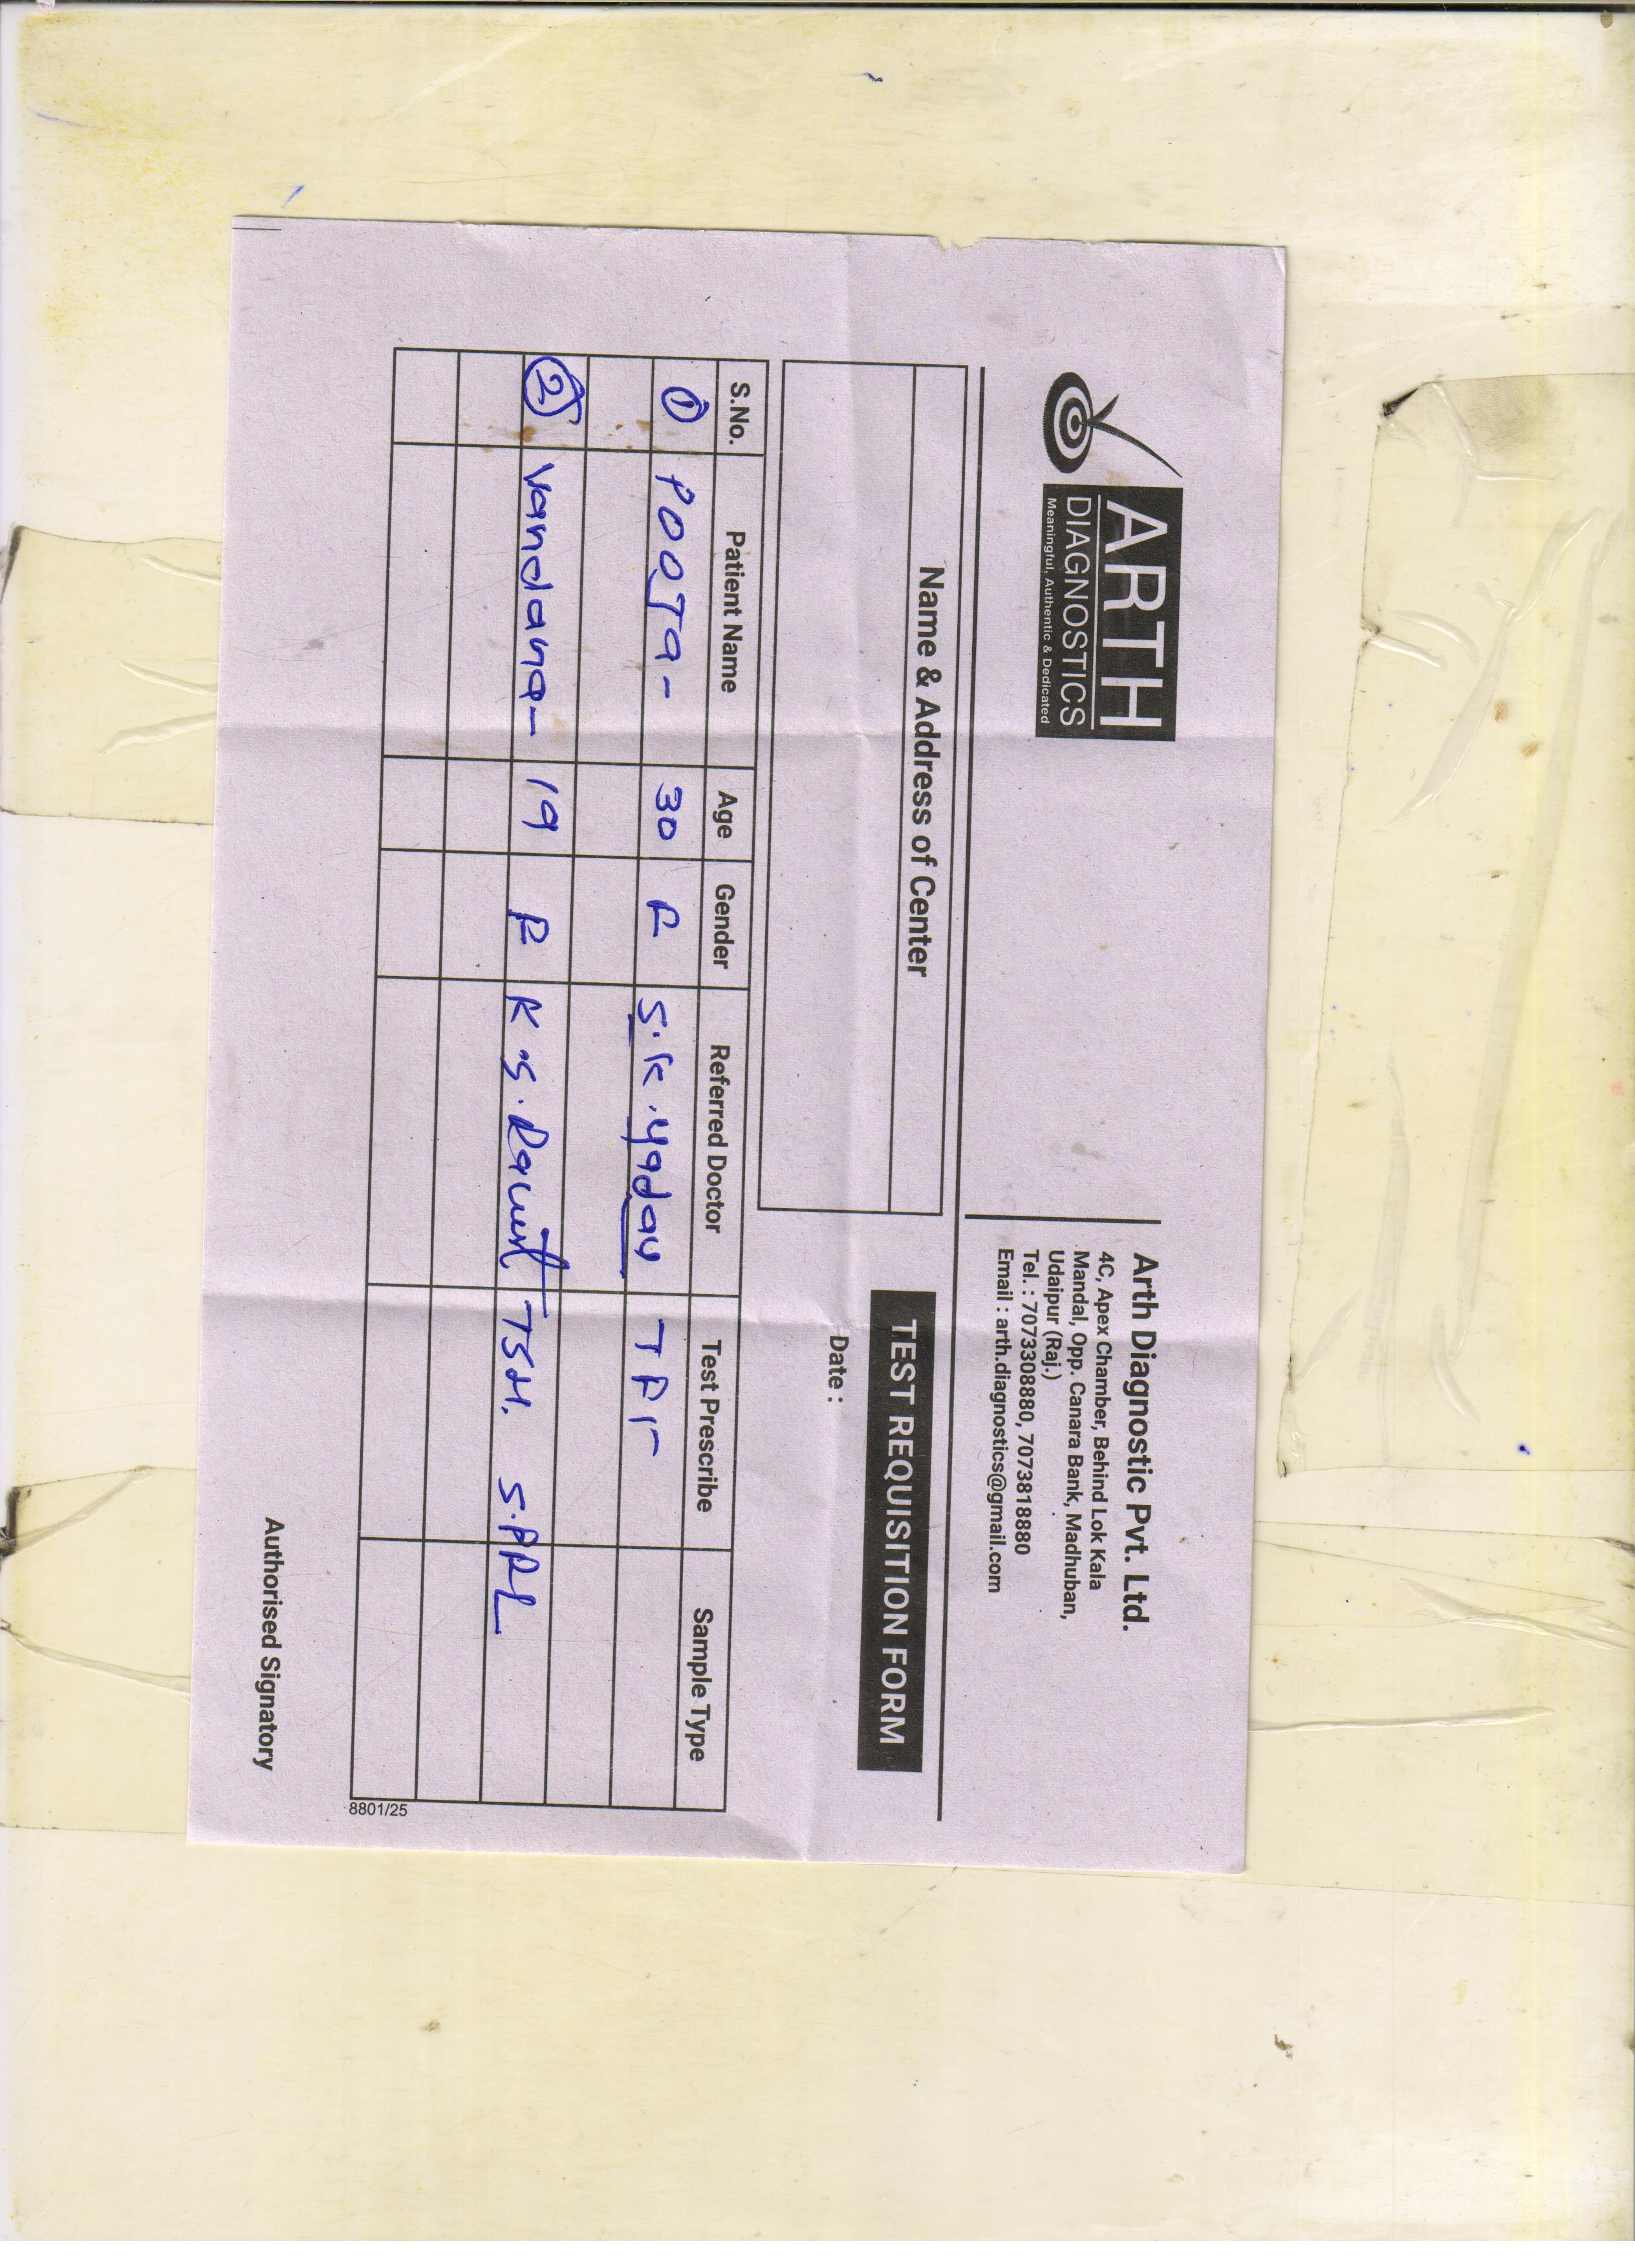 ARTH
DIAGNOSTICS
Meaningful, Authentic & Dedicated
Arth Diagnostic Pvt. Ltd.
4C, Apex Chamber, Behind Lok Kala
Mandal, Opp. Canara Bank, Madhuban,
Udaipur (Raj.)
Tel. : 7073308880, 7073818880
Email : arth.diagnostics@gmail.com
Name & Address of Center
TEST REQUISITION FORM
Date :
S.No. Patient Name Age Gender Referred Doctor Test Prescribe Sample Type
1 POOJA - 30 F S.K. Yadav
2 Vandana - 19 F K S. TSH. S.PRL
8801/25
Authorised Signatory